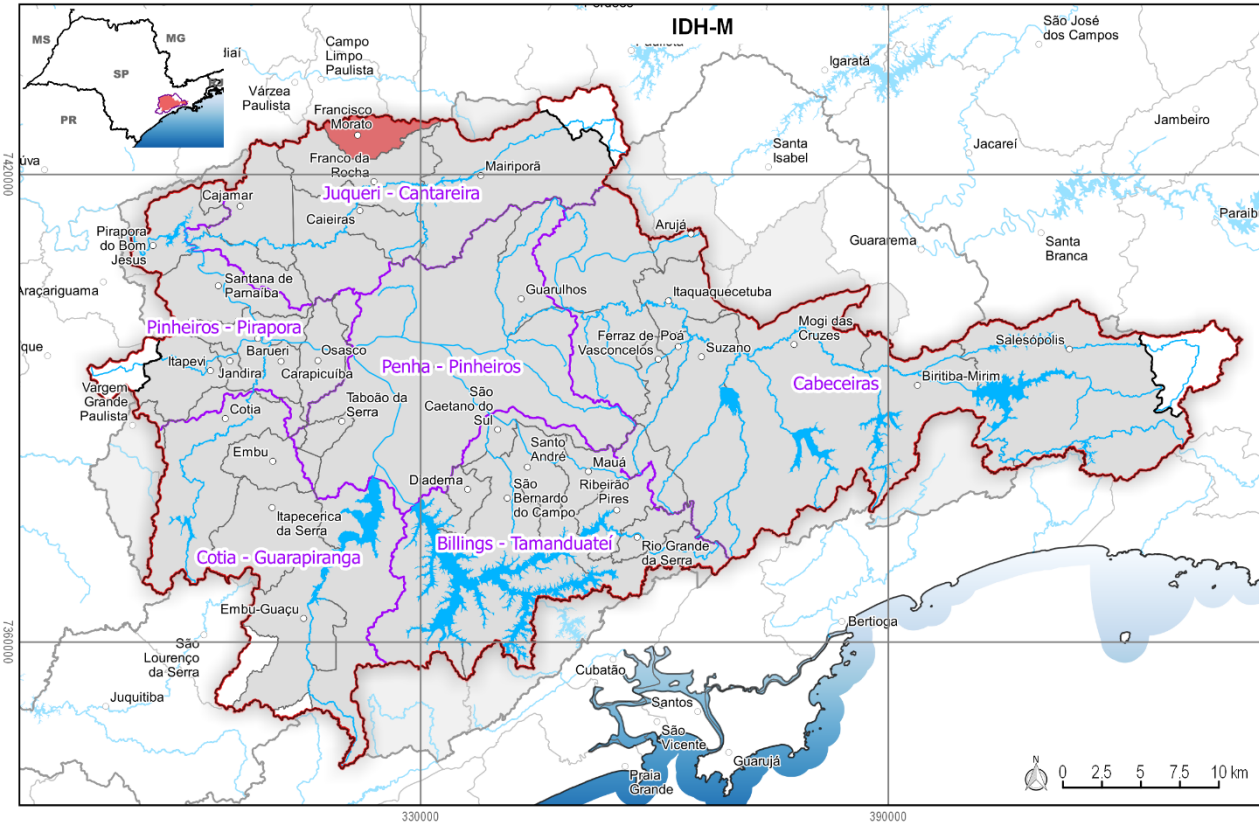 IDH-M
MS
MG
SP
PR
Campo
Limpo
Paulista
Várzea
Paulista
Francisco
Morato
Franco da
Rocha
Mairiporã
Igaratá
São José
dos Campos
Jambeiro
Jacareí
Santa
Isabel
7420000
Juqueri - Cantareira
Cajamar
Caieiras
Pirapora
do Bom
Jesus
Arujá
Guararema
Santa
Branca
Paraib
Araçariguama
Santana de
Parnaíba
Guarulhos
Itaquaquecetuba
Pinheiros - Pirapora
Itapevi
Barueri
Jandira
Osasco
Carapicuíba
Penha - Pinheiros
Ferraz de
Vasconcelos
Poá
Suzano
Mogi das
Cruzes
Salesópolis
Cabeceiras
Biritiba-Mirim
que
Vargem
Grande
Paulista
Cotia
Taboão da
Serra
São
Caetano do
Sul
Embu
Santo
André
Mauá
Diadema
São
Bernardo
do Campo
Ribeirão
Pires
Itapecerica
da Serra
Billings - Tamanduateí
Rio Grande
da Serra
Cotia - Guarapiranga
Embu-Guaçu
7360000
São
Lourenço
da Serra
Juquitiba
Bertioga
Cubatão
Santos
São
Vicente
Guarujá
Praia
Grande
N
0 2,5 5 7,5 10 km
330000
390000